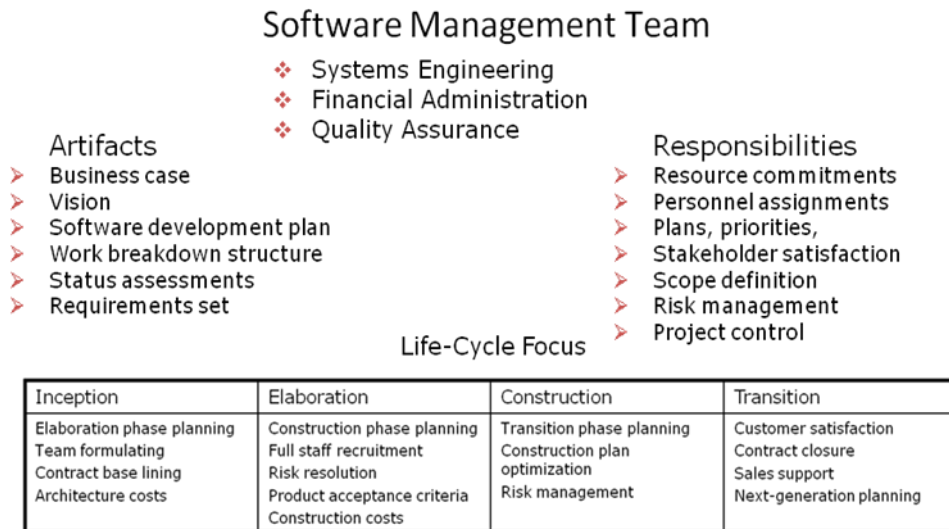 Software Management Team
Systems Engineering
Financial Administration
Quality Assurance
Artifacts
Business case
Vision
Software development plan
Work breakdown structure
Status assessments
Requirements set
Responsibilities
Resource commitments
Personnel assignments
Plans, priorities,
Stakeholder satisfaction
Scope definition
Risk management
Project control
Life-Cycle Focus
Inception
Elaboration phase planning
Team formulating
Contract base lining
Architecture costs
Elaboration
Construction phase planning
Full staff recruitment
Risk resolution
Product acceptance criteria
Construction costs
Construction
Transition phase planning
Construction plan
optimization
Risk management
Transition
Customer satisfaction
Contract closure
Sales support
Next-generation planning